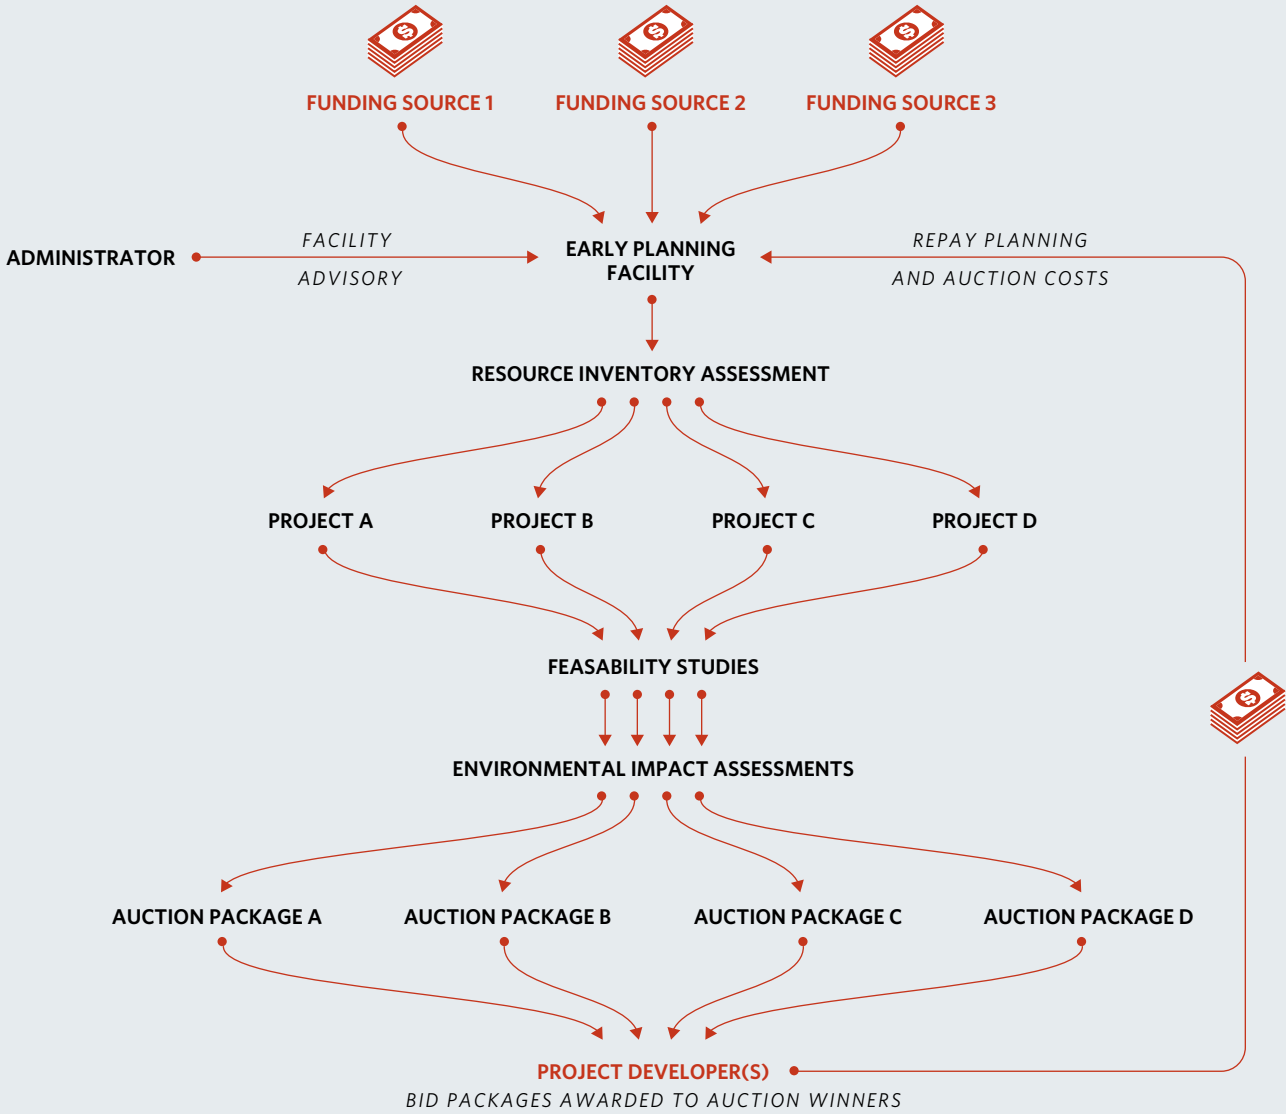 FUNDING SOURCE 1
FUNDING SOURCE 2
FUNDING SOURCE 3
ADMINISTRATOR
FACILITY
ADVISORY
EARLY PLANNING
FACILITY
REPAY PLANNING
AND AUCTION COSTS
RESOURCE INVENTORY ASSESSMENT
PROJECT A
PROJECT B
PROJECT C
PROJECT D
FEASABILITY STUDIES
ENVIRONMENTAL IMPACT ASSESSMENTS
AUCTION PACKAGE A
AUCTION PACKAGE B
AUCTION PACKAGE C
AUCTION PACKAGE D
PROJECT DEVELOPER(S)
BID PACKAGES AWARDED TO AUCTION WINNERS